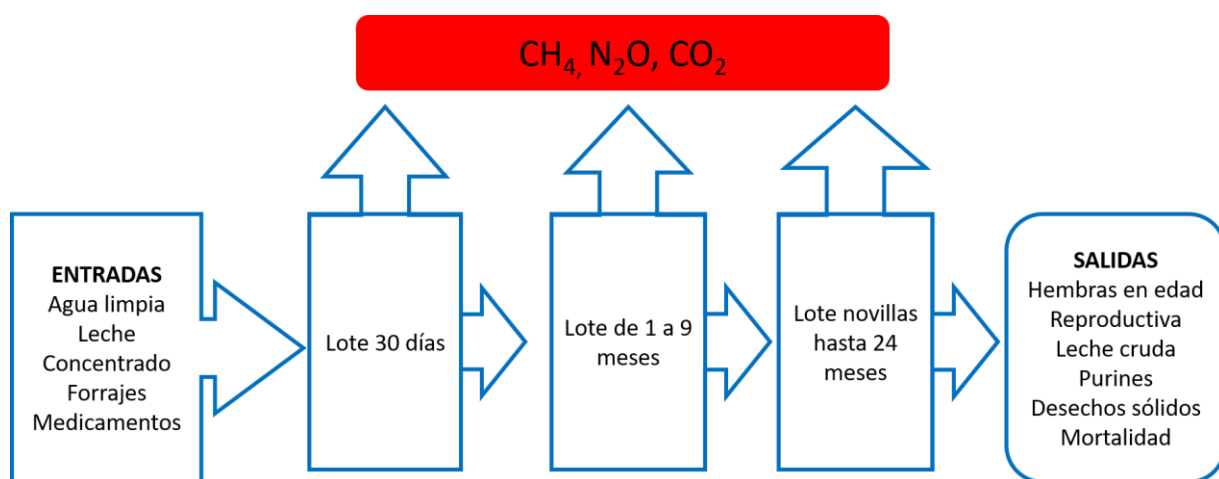 CH₄, N₂O, CO₂
ENTRADAS
Agua limpia
Leche
Concentrado
Forrajes
Medicamentos
Lote 30 días
Lote de 1 a 9
meses
Lote novillas
hasta 24
meses
SALIDAS
Hembras en edad
Reproductiva
Leche cruda
Purines
Desechos sólidos
Mortalidad